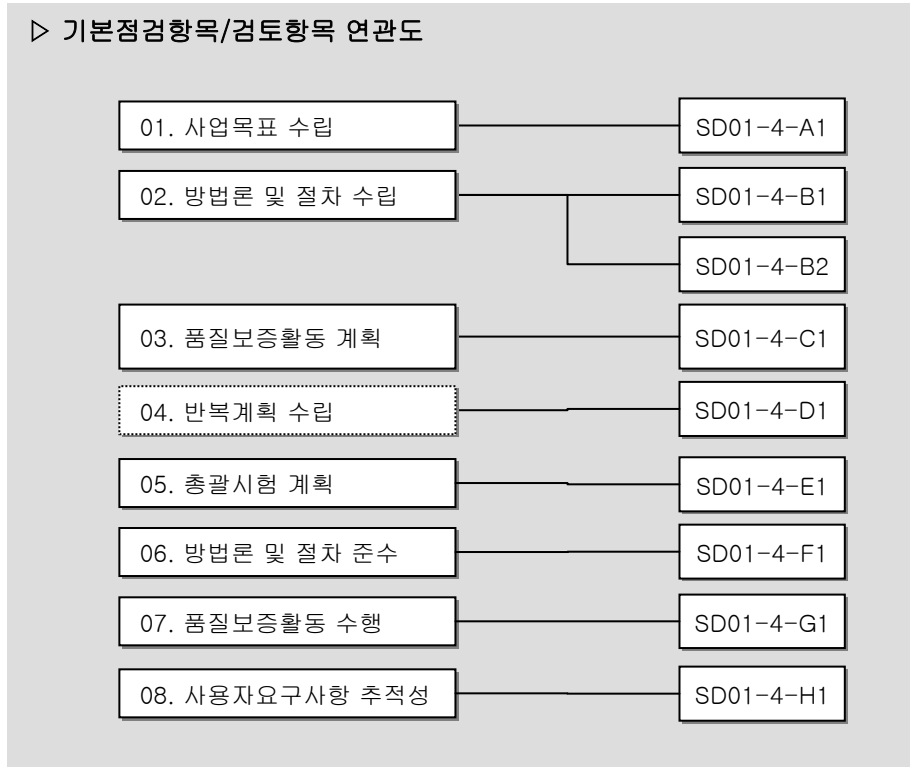 ▷ 기본점검항목/검토항목 연관도
01. 사업목표 수립
SD01-4-A1
02. 방법론 및 절차 수립
SD01-4-B1
SD01-4-B2
03. 품질보증활동 계획
SD01-4-C1
04. 반복계획 수립
SD01-4-D1
05. 총괄시험 계획
SD01-4-E1
06. 방법론 및 절차 준수
SD01-4-F1
07. 품질보증활동 수행
SD01-4-G1
08. 사용자요구사항 추적성
SD01-4-H1